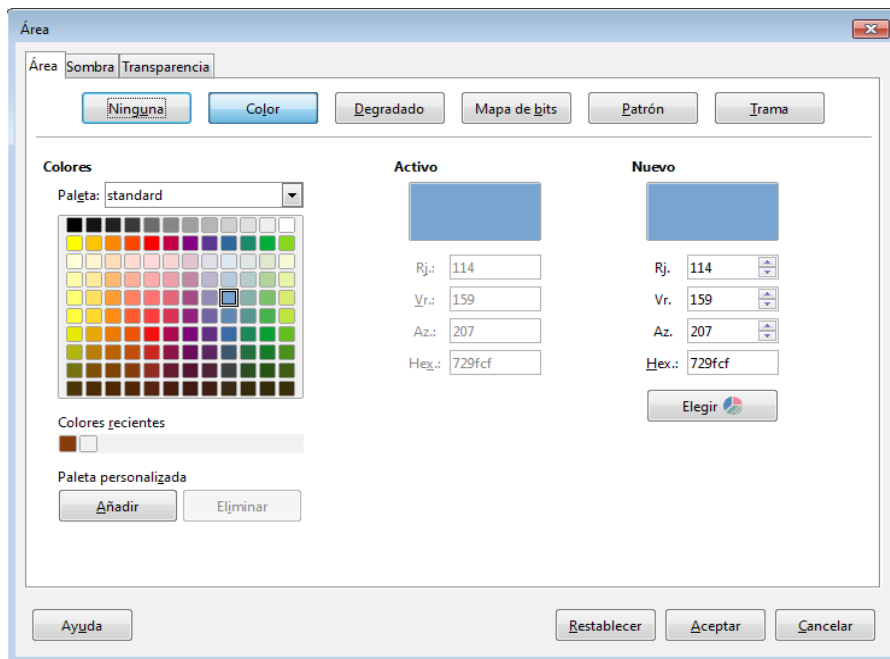 Área
Área Sombra Transparencia
Ninguna Color Degradado Mapa de bits Patrón Trama
Colores Activo Nuevo
Paleta: standard
Rj.: 114 Rj. 114
Vr.: 159 Vr. 159
Az.: 207 Az. 207
Hex.: 729fcf Hex.: 729fcf
Elegir
Colores recientes
Paleta personalizada
Añadir Eliminar
Ayuda Restablecer Aceptar Cancelar